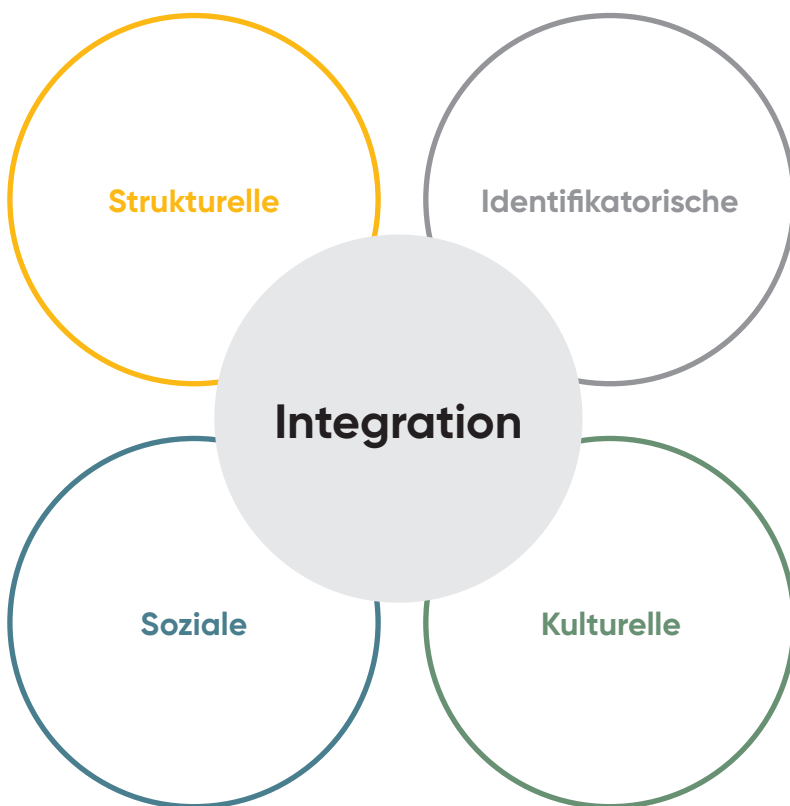 Strukturelle
Identifikatorische
Integration
Soziale
Kulturelle